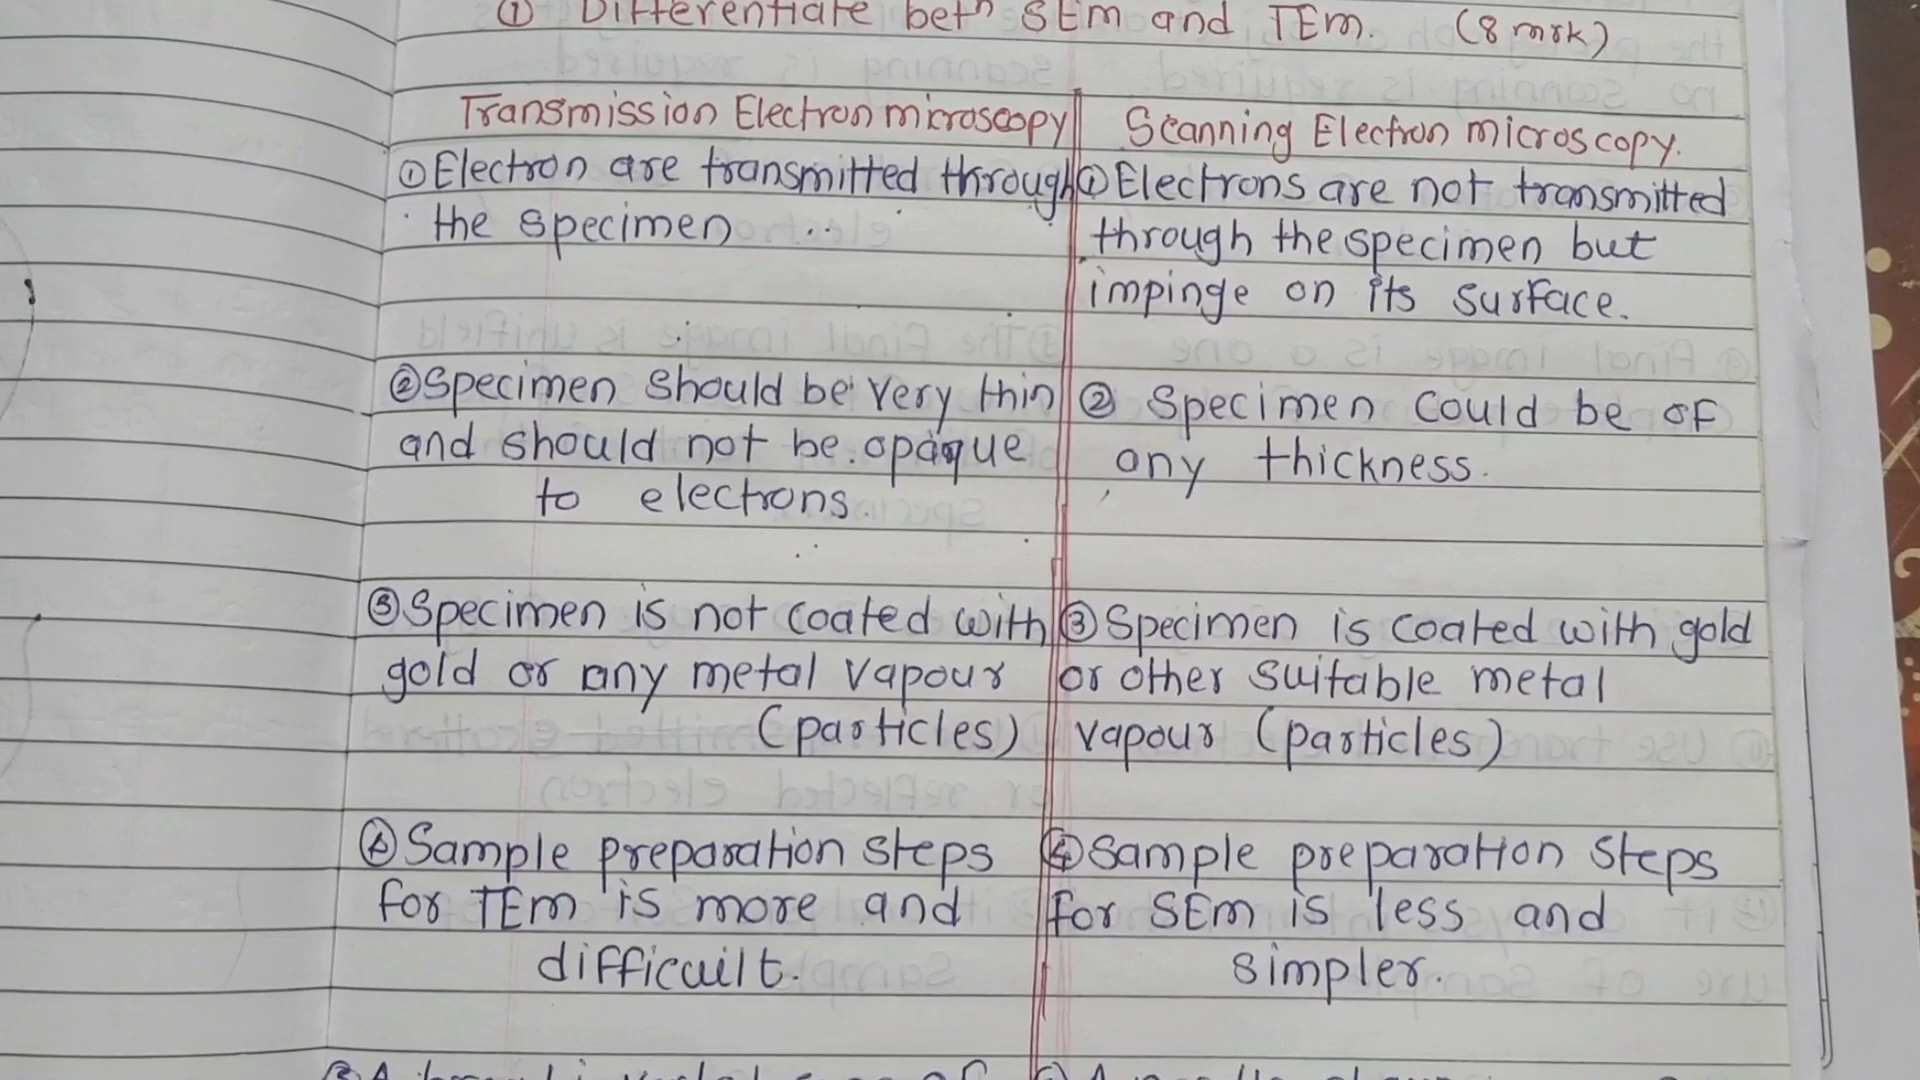 ① Differentiate betn SEM and TEM. (8 mrk)
Transmission Electron microscopy
① Electron are transmitted through
the specimen
② Specimen should be very thin
and should not be opaque
to electrons.
③ Specimen is not coated with
gold or any metal vapour
(particles)
④ Sample preparation steps
for TEM is more and
difficuilt.
Scanning Electron microscopy.
① Electrons are not transmitted
through the specimen but
impinge on its surface.
② Specimen could be of
any thickness.
③ Specimen is coated with gold
or other suitable metal
vapour (particles)
④ Sample preparation steps
for SEM is less and
simpler.